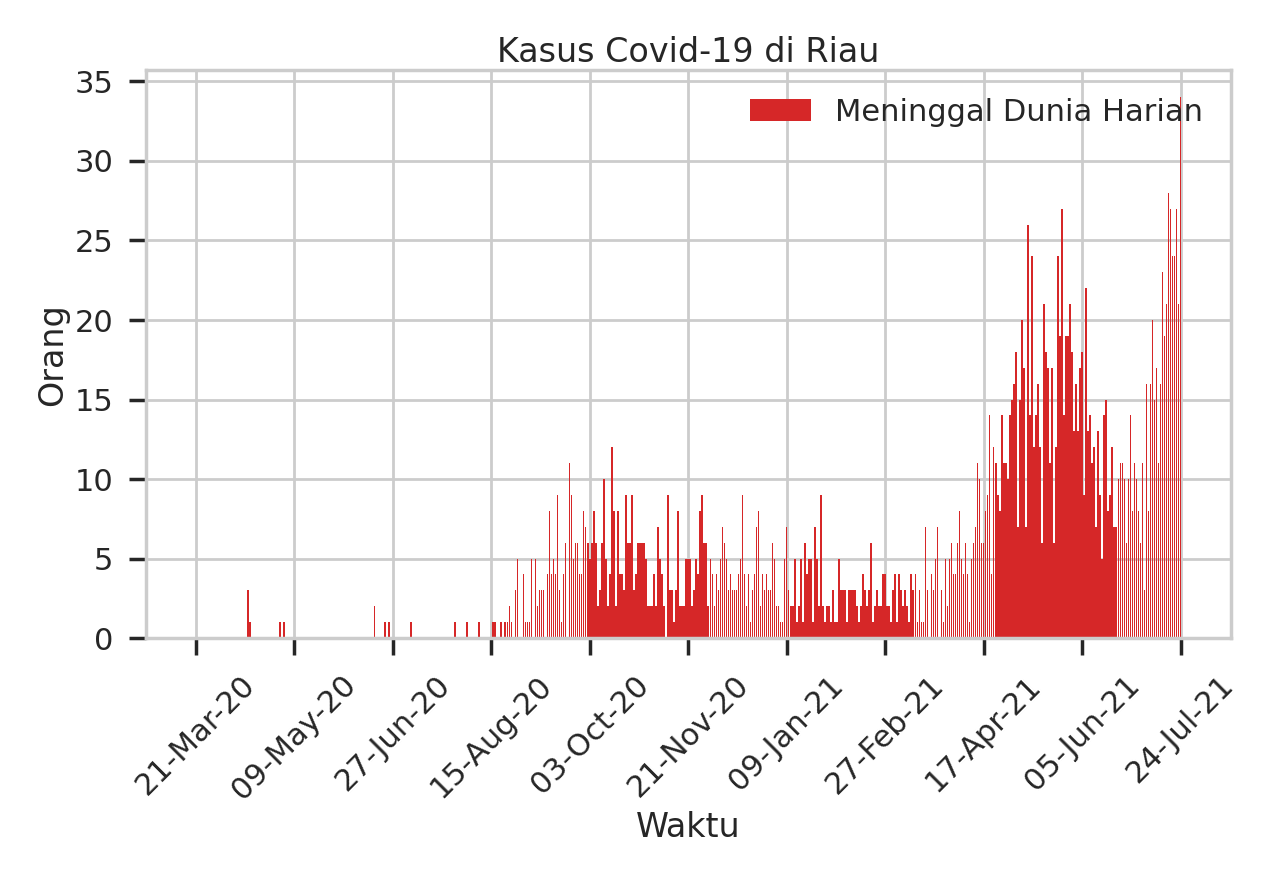 Kasus Covid-19 di Riau
Meninggal Dunia Harian
35
30
25
20
15
10
5
0
Orang
21-Mar-20
09-May-20
27-Jun-20
15-Aug-20
03-Oct-20
21-Nov-20
09-Jan-21
27-Feb-21
17-Apr-21
05-Jun-21
24-Jul-21
Waktu